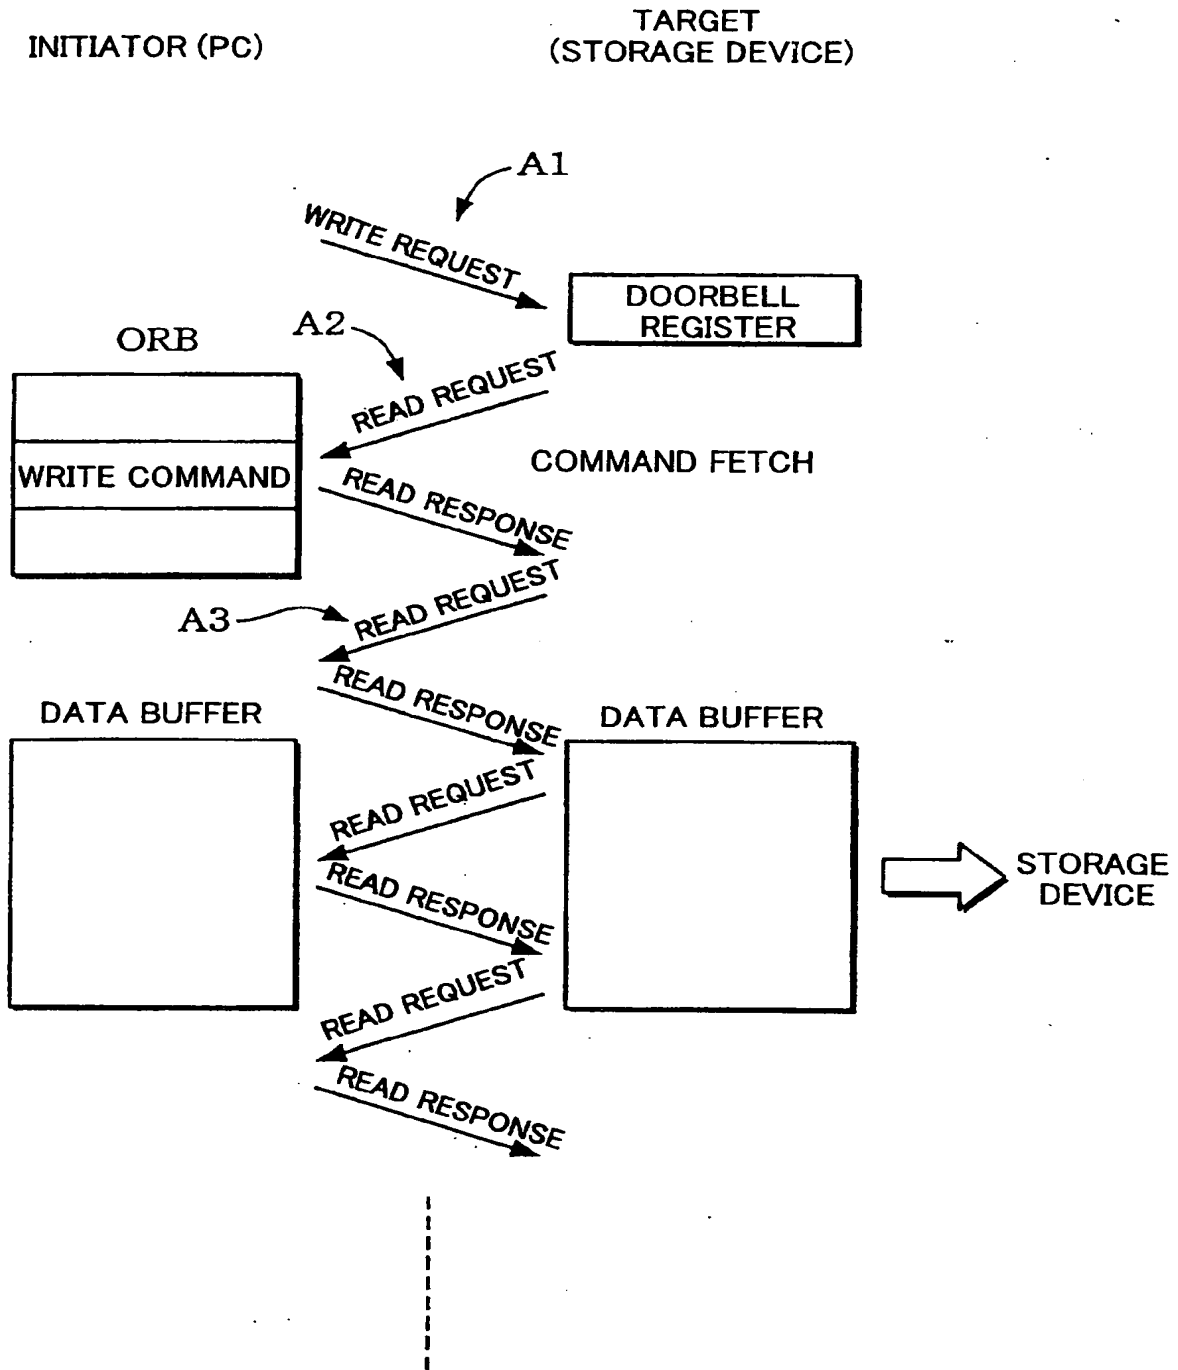 INITIATOR (PC)
TARGET
(STORAGE DEVICE)
A1
WRITE REQUEST
DOORBELL
REGISTER
A2
ORB
READ REQUEST
WRITE COMMAND
COMMAND FETCH
READ RESPONSE
READ REQUEST
A3
READ RESPONSE
DATA BUFFER
DATA BUFFER
READ REQUEST
STORAGE
DEVICE
READ RESPONSE
READ REQUEST
READ RESPONSE